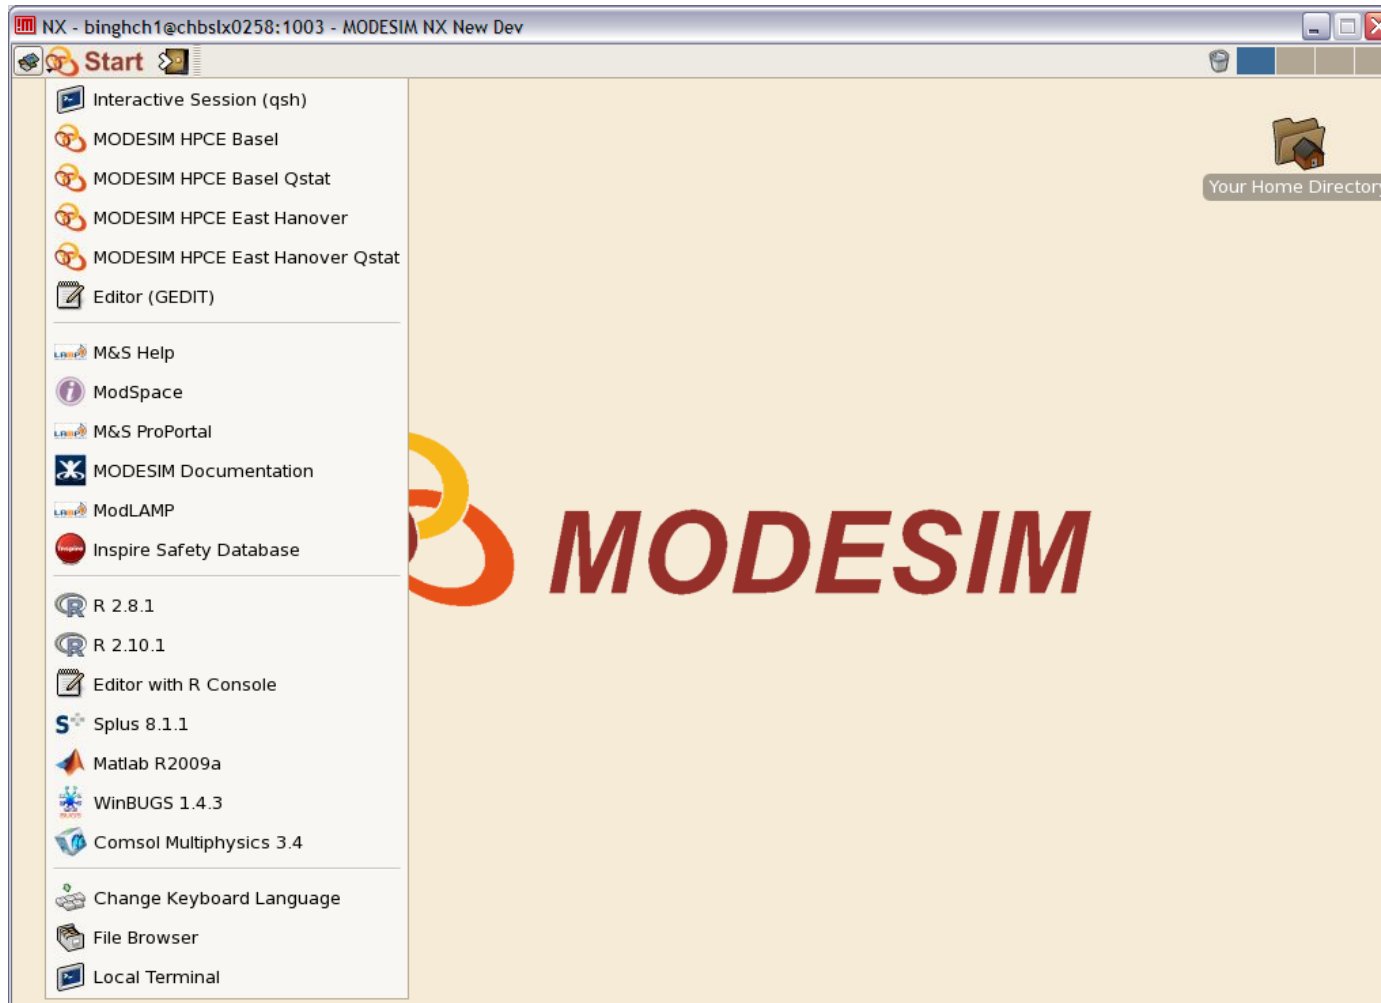 NX - binghch1@chbslx0258:1003 - MODESIM NX New Dev
Start
Interactive Session (qsh)
MODESIM HPCE Basel
MODESIM HPCE Basel Qstat
MODESIM HPCE East Hanover
MODESIM HPCE East Hanover Qstat
Editor (GEDIT)
M&S Help
ModSpace
M&S ProPortal
MODESIM Documentation
ModLAMP
Inspire Safety Database
R 2.8.1
R 2.10.1
Editor with R Console
Splus 8.1.1
Matlab R2009a
WinBUGS 1.4.3
Comsol Multiphysics 3.4
Change Keyboard Language
File Browser
Local Terminal
Your Home Directory
MODESIM